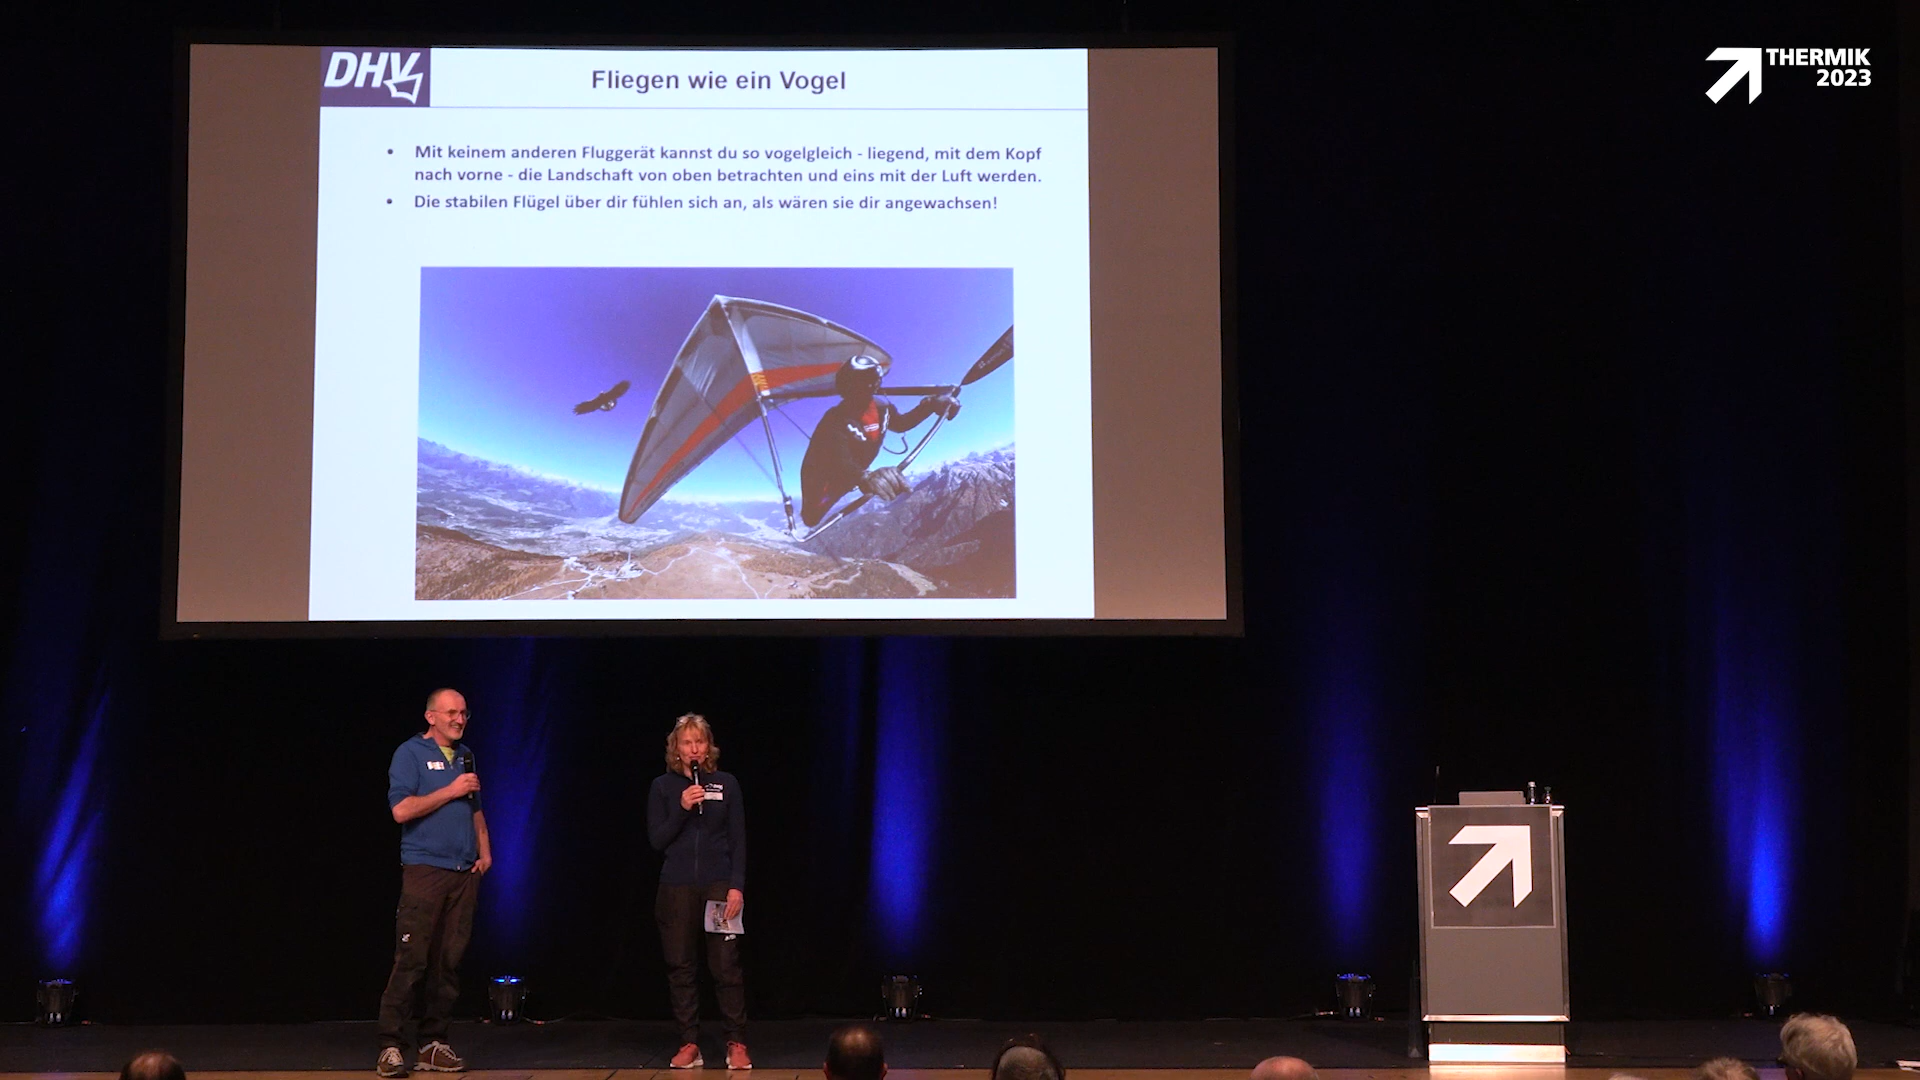 DHV
Fliegen wie ein Vogel
THERMIK
2023
• Mit keinem anderen Fluggerät kannst du so vogelgleich - liegend, mit dem Kopf
nach vorne - die Landschaft von oben betrachten und eins mit der Luft werden.
• Die stabilen Flügel über dir fühlen sich an, als wären sie dir angewachsen!